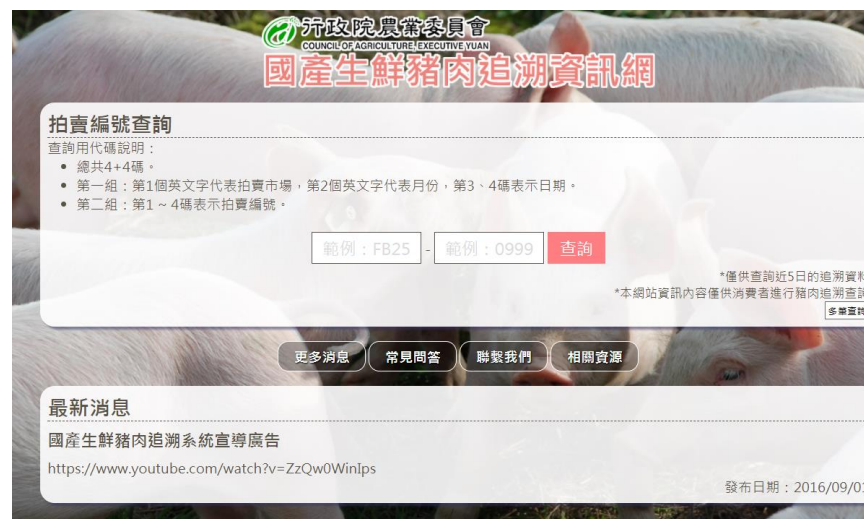 行政院農業委員會
COUNCIL OF AGRICULTURE, EXECUTIVE YUAN
國產生鮮豬肉追溯資訊網
拍賣編號查詢
查詢用代碼說明：
• 總共4+4碼。
• 第一組：第1個英文字代表拍賣市場，第2個英文字代表月份，第3、4碼表示日期。
• 第二組：第1 ~ 4碼表示拍賣編號。
範例：FB25 - 範例：0999 查詢
*僅供查詢近5日的追溯資料
*本網站資訊內容僅供消費者進行豬肉追溯查詢
多筆查詢
更多消息 常見問答 聯繫我們 相關資源
最新消息
國產生鮮豬肉追溯系統宣導廣告
https://www.youtube.com/watch?v=ZzQw0WinIps
發布日期：2016/09/01